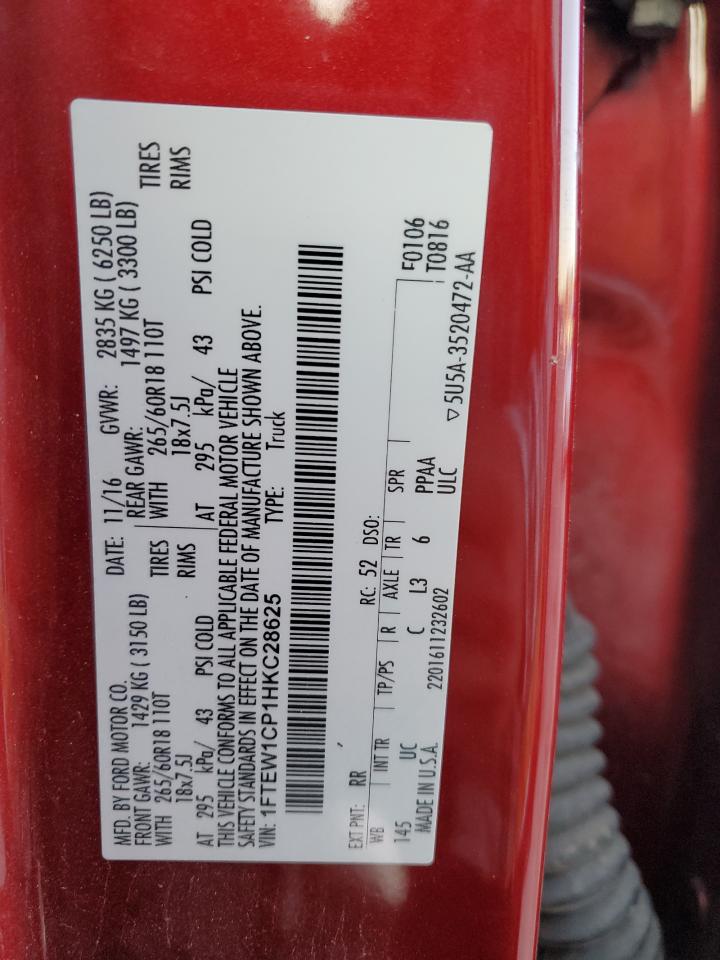 MFD. BY FORD MOTOR CO. DATE: 11/16 GVWR: 2835 KG ( 6250 LB)
FRONT GAWR: 1429 KG ( 3150 LB) REAR GAWR: 1497 KG ( 3300 LB)
WITH 265/60R18 110T TIRES WITH 265/60R18 110T TIRES
18x7.5J RIMS 18x7.5J RIMS
AT 295 kPa/ 43 PSI COLD AT 295 kPa/ 43 PSI COLD
THIS VEHICLE CONFORMS TO ALL APPLICABLE FEDERAL MOTOR VEHICLE
SAFETY STANDARDS IN EFFECT ON THE DATE OF MANUFACTURE SHOWN ABOVE.
VIN: 1FTEW1CP1HKC28625 TYPE: Truck
EXT PNT: RR RC: 52 DSO:
WB INT TR TP/PS R AXLE TR SPR F0106
145 UC C L3 6 PPAA T0816
MADE IN U.S.A. 2201611232602 ULC ▽5U5A-3520472-AA